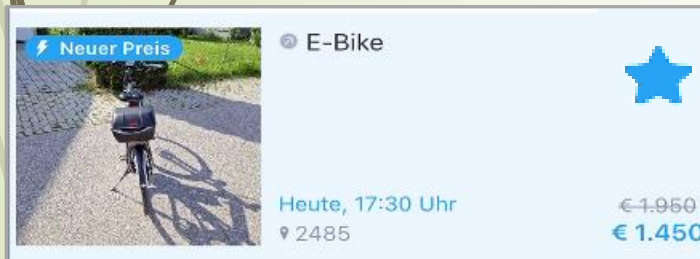 Neuer Preis
E-Bike
Heute, 17:30 Uhr
2485
€ 1.950
€ 1.450